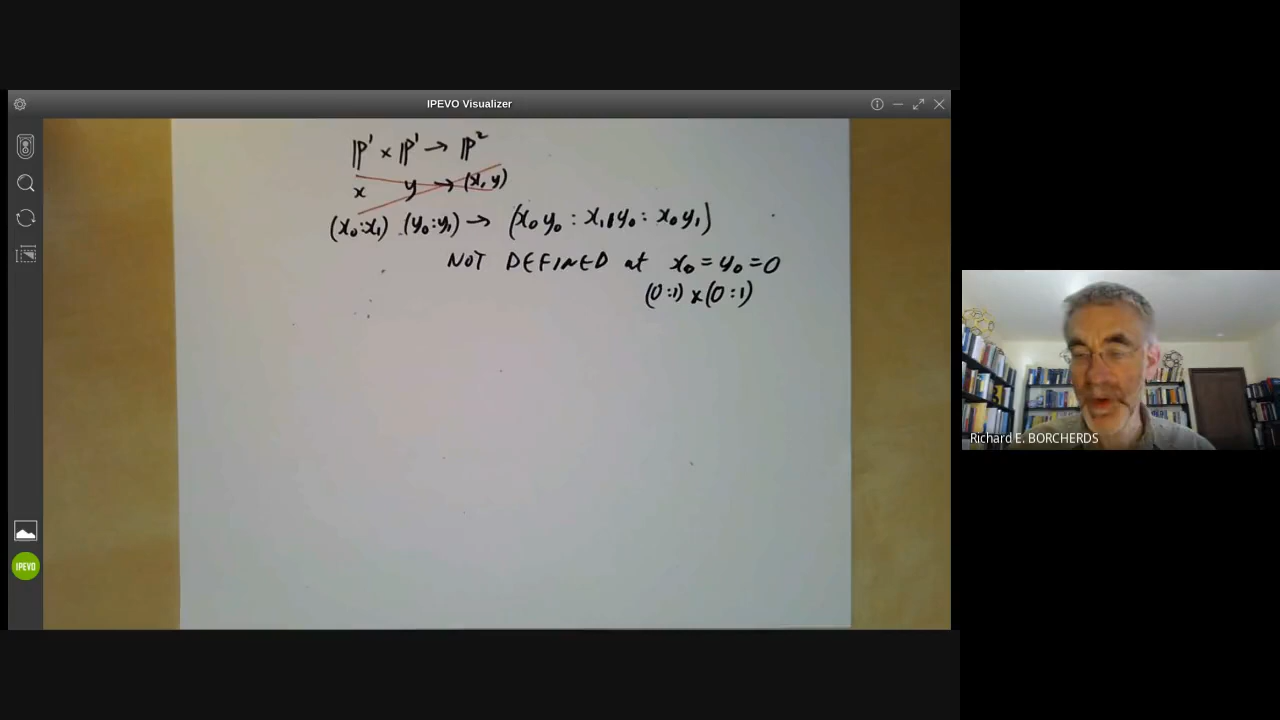 IPEVO Visualizer
ℙ¹ × ℙ¹ → ℙ²
x y → (x, y)
(x₀:x₁) (y₀:y₁) → (x₀y₀ : x₁y₀ : x₀y₁)
NOT DEFINED at x₀ = y₀ = 0
(0:1) × (0:1)
Richard E. BORCHERDS
IPEVO